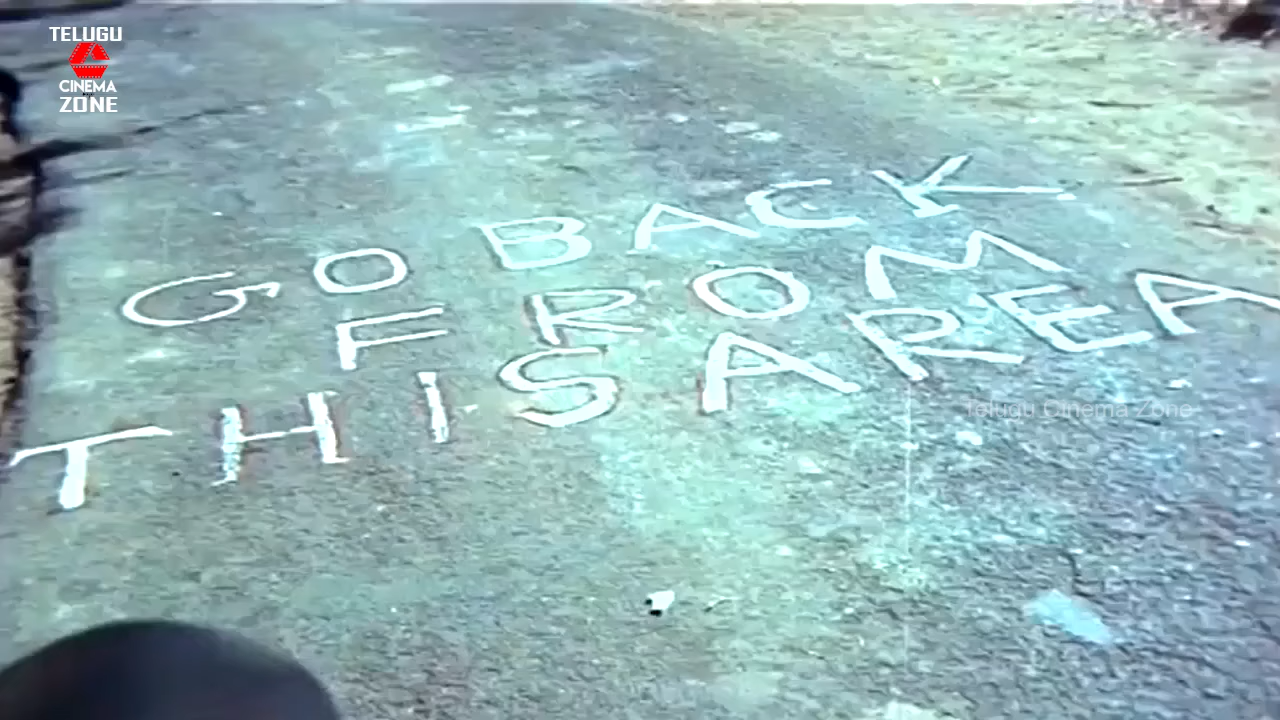 TELUGU
CINEMA
ZONE
GO BACK
FROM
THIS AREA
Telugu Cinema Zone